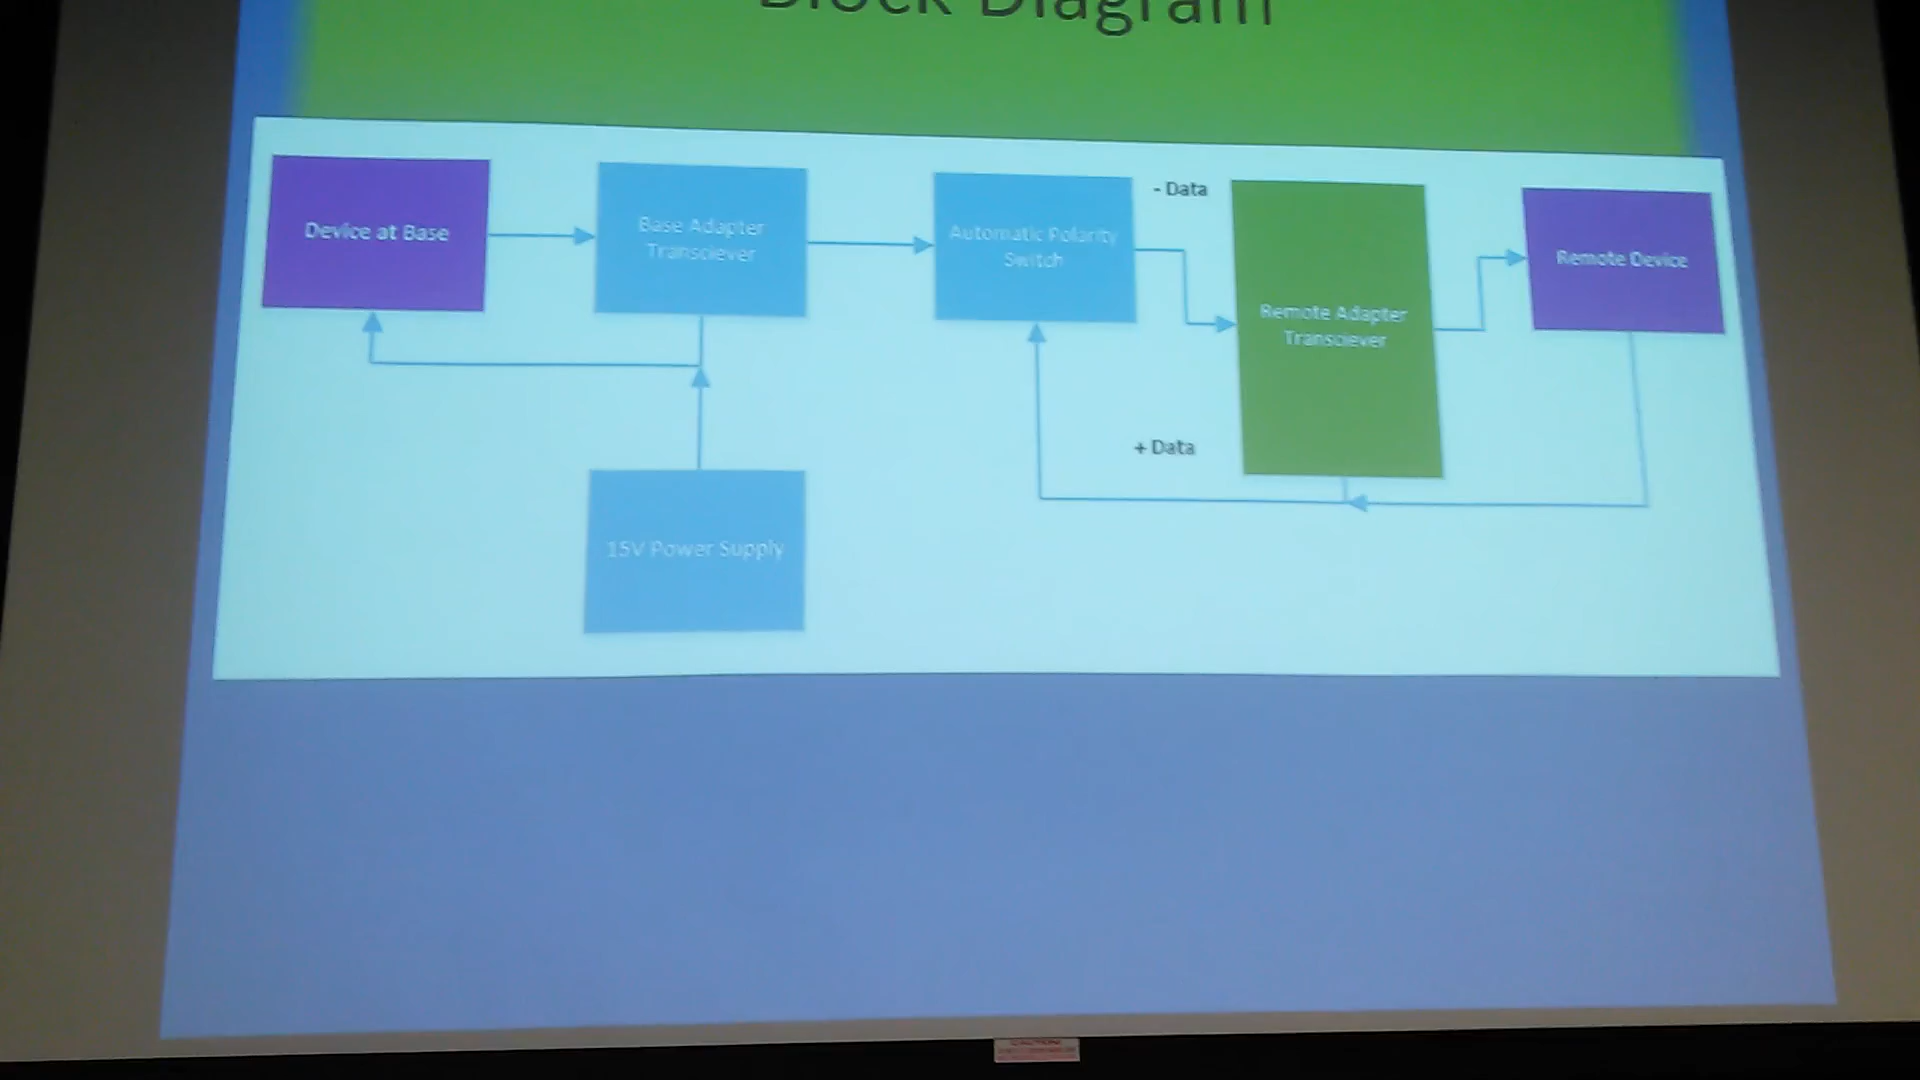 Block Diagram
Device at Base
Base Adapter
Transciever
Automatic Polarity
Switch
- Data
Remote Adapter
Transciever
Remote Device
+ Data
15V Power Supply
CAUTION